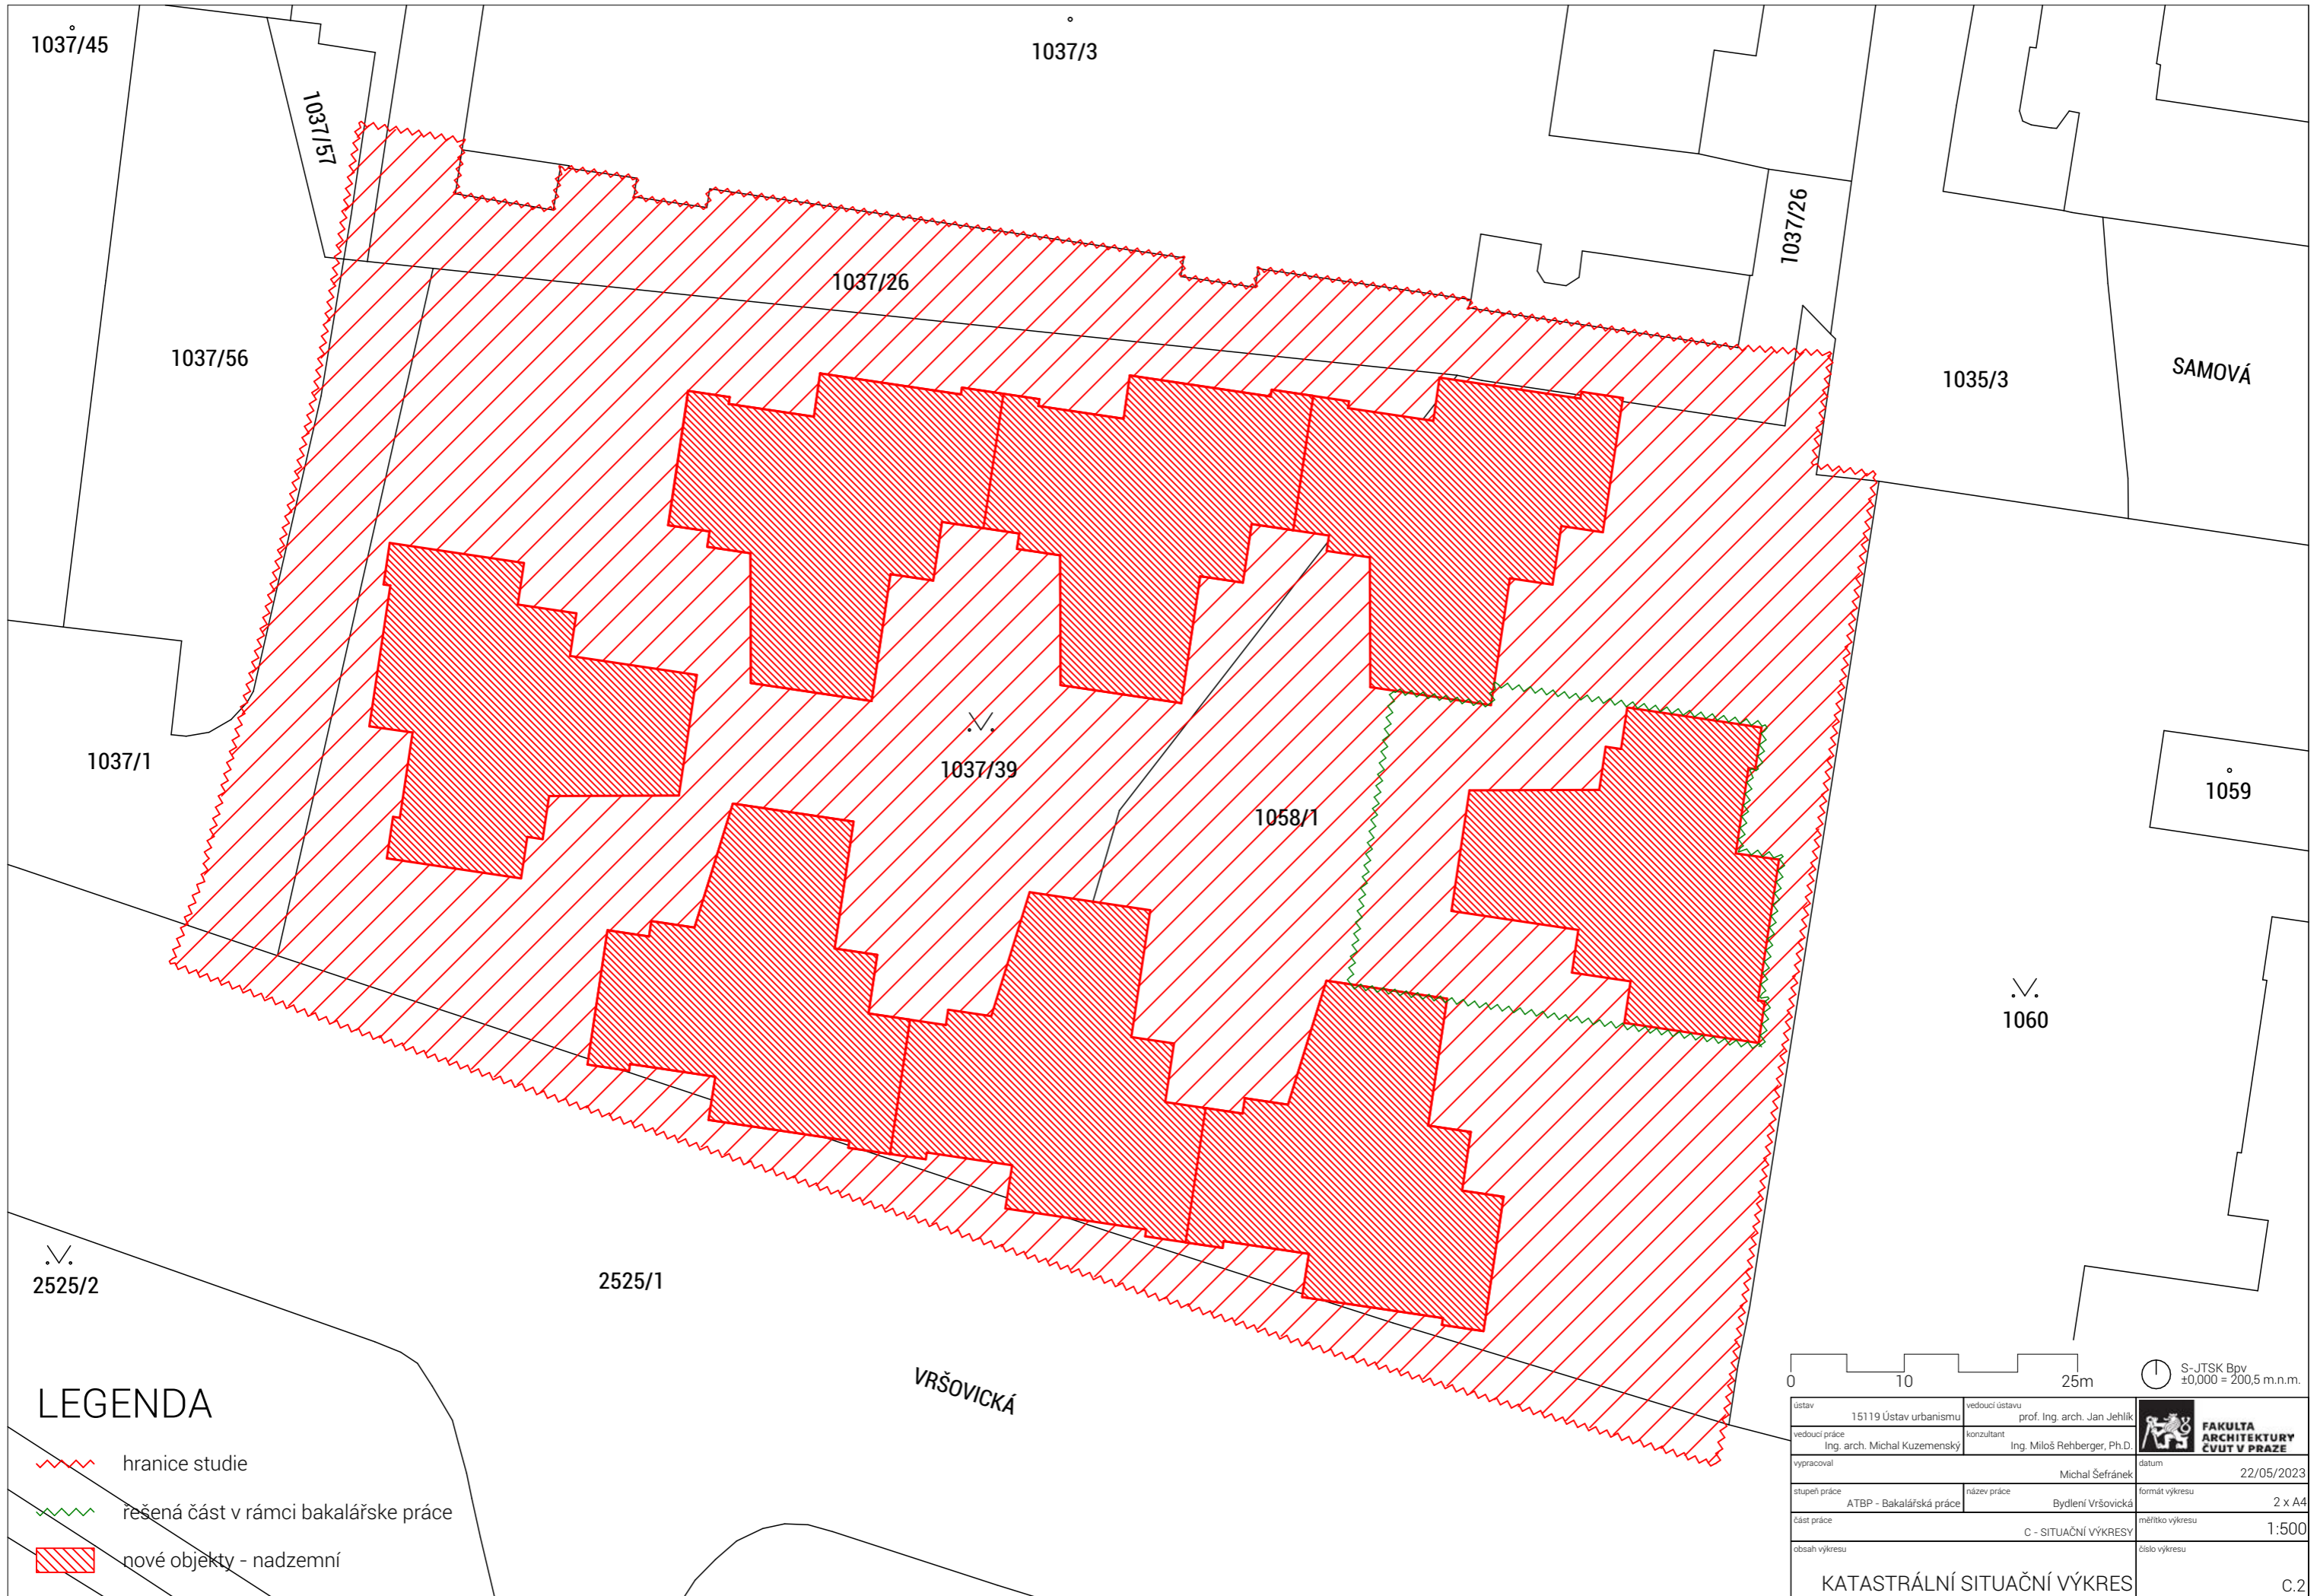 1037/45
1037/3
1037/57
1037/26
1037/26
1037/56
1035/3
SAMOVÁ
1037/1
1037/39
1058/1
1059
1060
2525/2
2525/1
VRŠOVICKÁ
LEGENDA
hranice studie
řešená část v rámci bakalářske práce
nové objekty - nadzemní
0 10 25m
S-JTSK Bpv
±0,000 = 200,5 m.n.m.
ústav
15119 Ústav urbanismu
vedoucí ústavu
prof. Ing. arch. Jan Jehlík
vedoucí práce
Ing. arch. Michal Kuzemenský
konzultant
Ing. Miloš Rehberger, Ph.D.
FAKULTA
ARCHITEKTURY
ČVUT V PRAZE
vypracoval
Michal Šefránek
datum
22/05/2023
stupeň práce
ATBP - Bakalářská práce
název práce
Bydlení Vršovická
formát výkresu
2 x A4
část práce
C - SITUAČNÍ VÝKRESY
měřítko výkresu
1:500
obsah výkresu
KATASTRÁLNÍ SITUAČNÍ VÝKRES
číslo výkresu
C.2